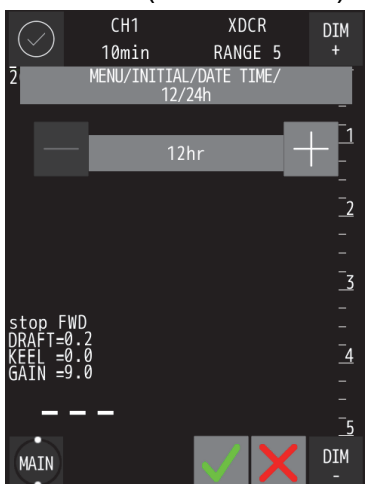 CH1 XDCR DIM
10min RANGE 5 +
MENU/INITIAL/DATE TIME/
12/24h
1
12hr
2
3
stop FWD
DRAFT=0.2
KEEL =0.0
GAIN =9.0
4
---
5
MAIN DIM
-